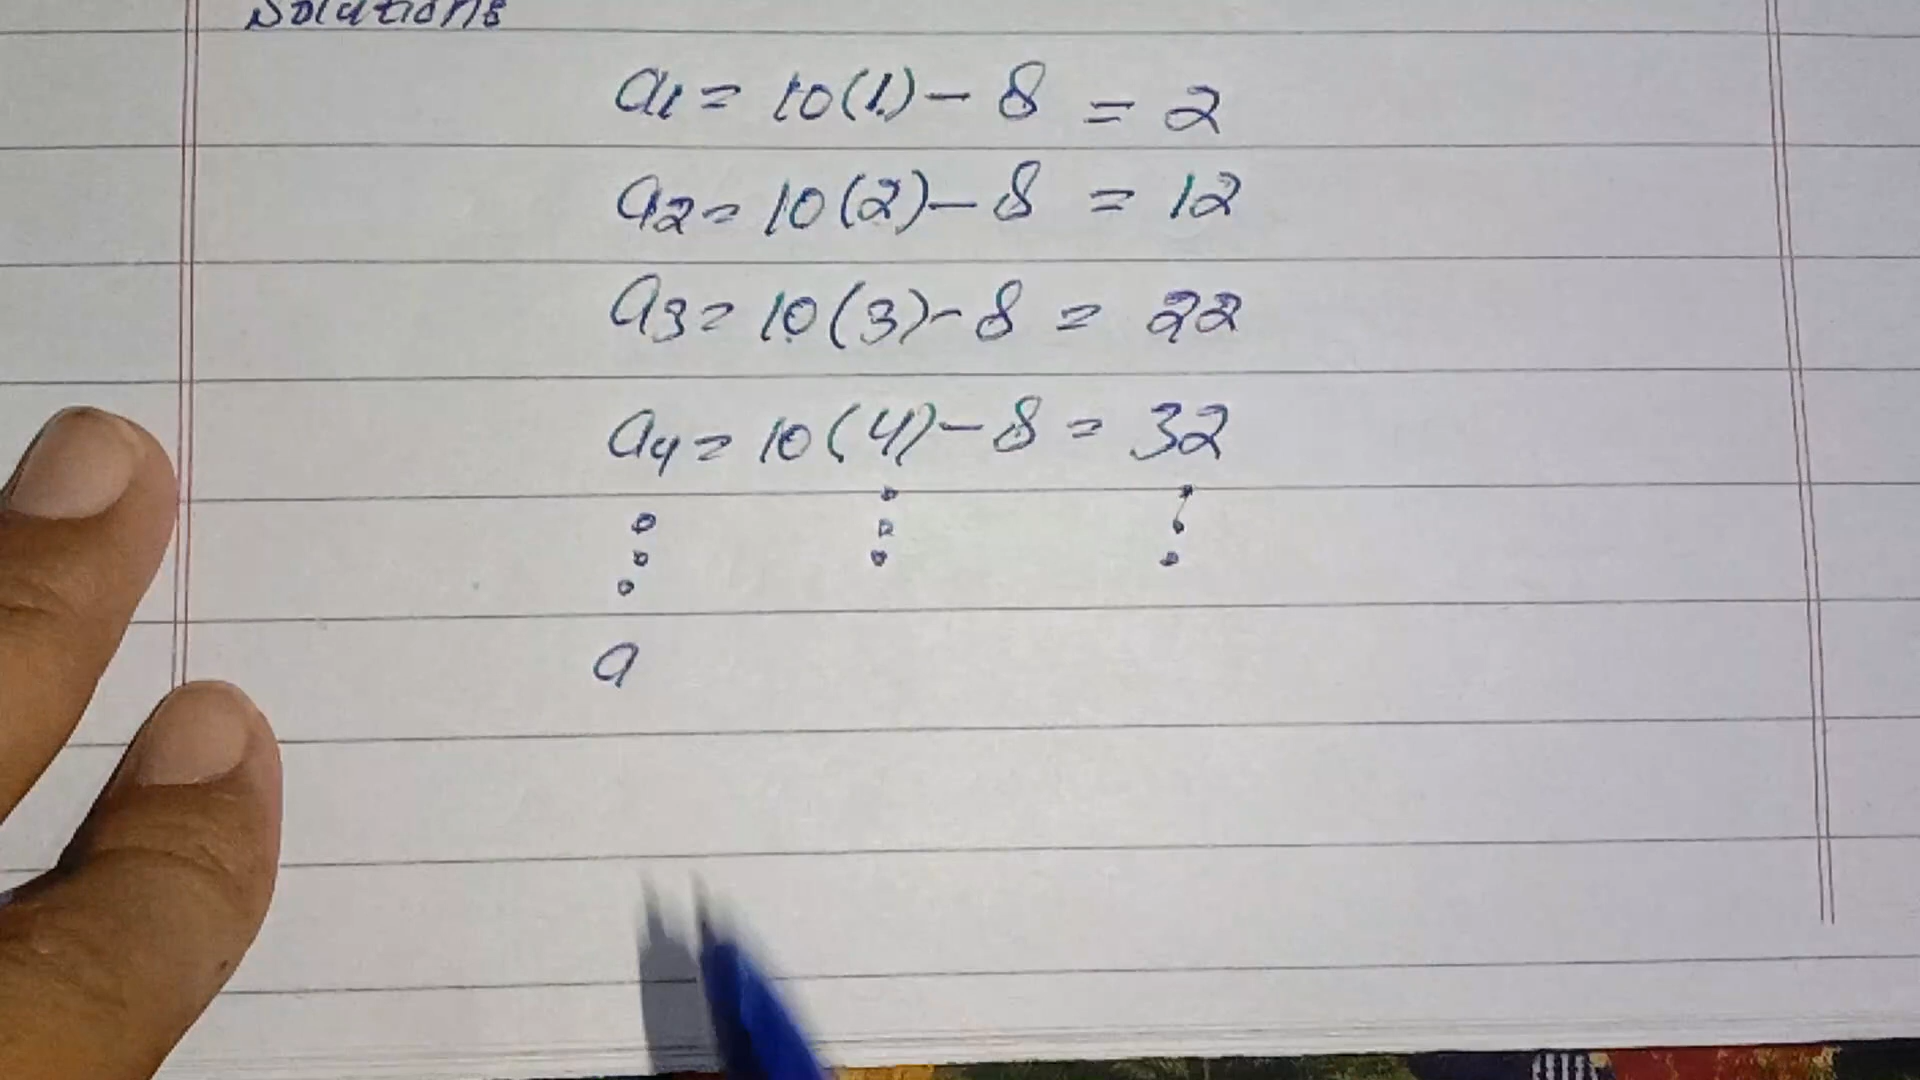 Solutions
a1 = 10(1) - 8 = 2
a2 = 10(2) - 8 = 12
a3 = 10(3) - 8 = 22
a4 = 10(4) - 8 = 32
a